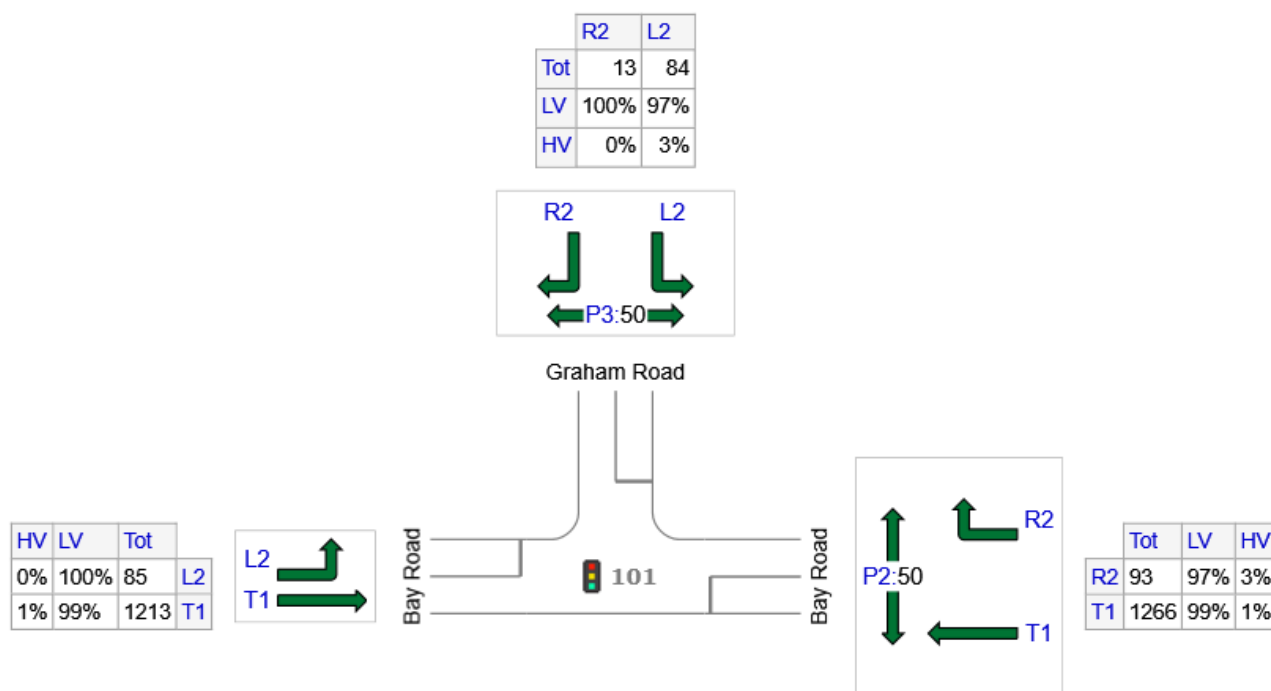 R2 L2
Tot 13 84
LV 100% 97%
HV 0% 3%
R2 L2
P3:50
Graham Road
HV LV Tot
0% 100% 85 L2
1% 99% 1213 T1
L2
T1
Bay Road
101
Bay Road
P2:50
R2
T1
Tot LV HV
R2 93 97% 3%
T1 1266 99% 1%